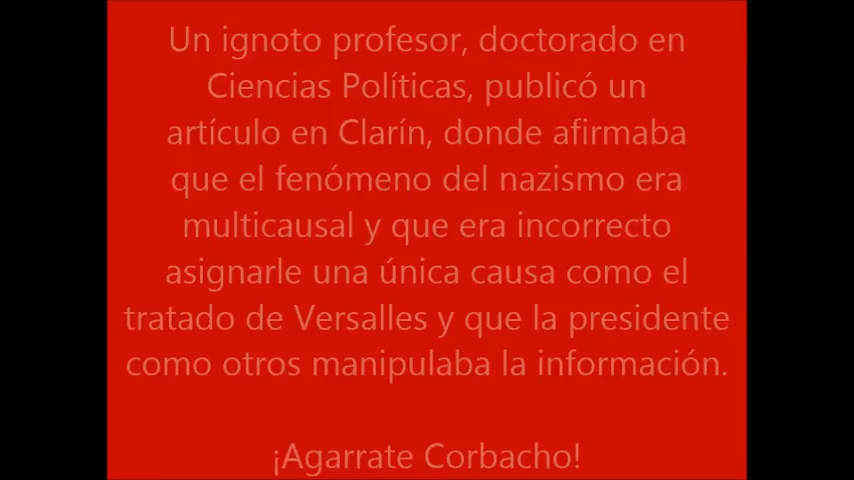 Un ignoto profesor, doctorado en
Ciencias Políticas, publicó un
artículo en Clarín, donde afirmaba
que el fenómeno del nazismo era
multicausal y que era incorrecto
asignarle una única causa como el
tratado de Versalles y que la presidente
como otros manipulaba la información.
¡Agarrate Corbacho!